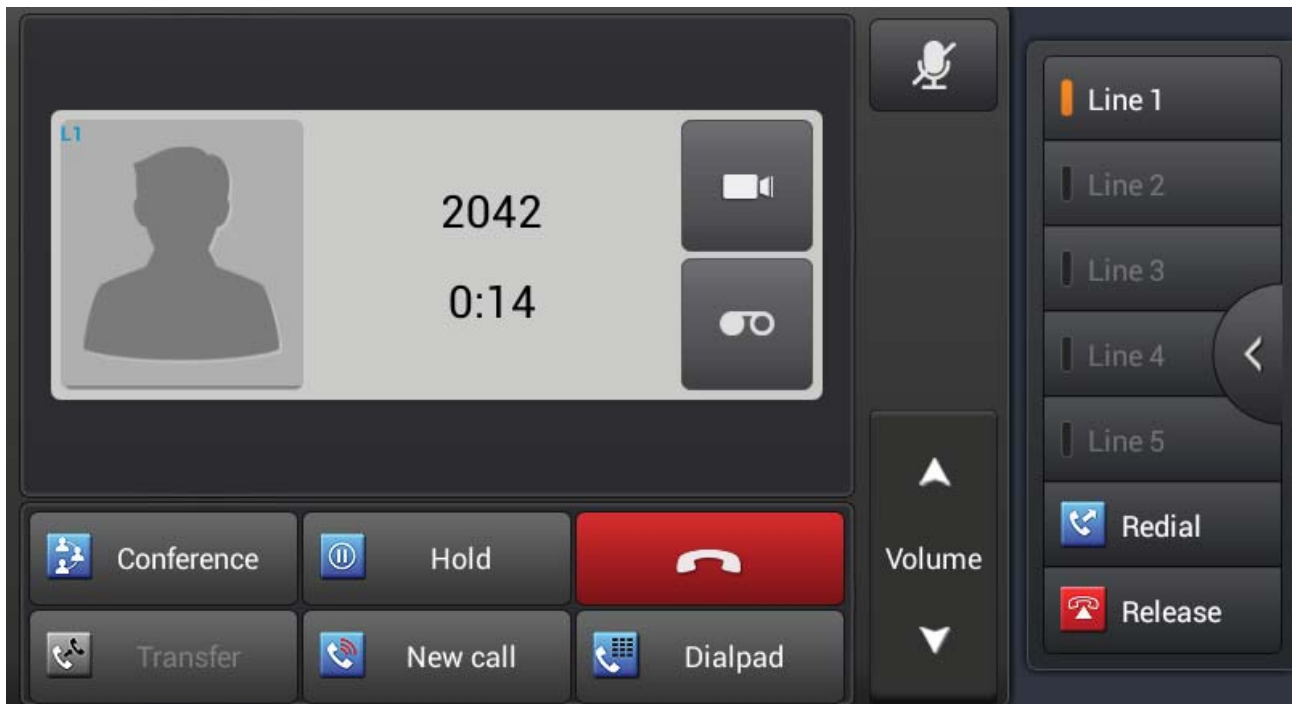 L1
2042
0:14
Conference
Hold
Transfer
New call
Dialpad
Volume
Line 1
Line 2
Line 3
Line 4
Line 5
Redial
Release